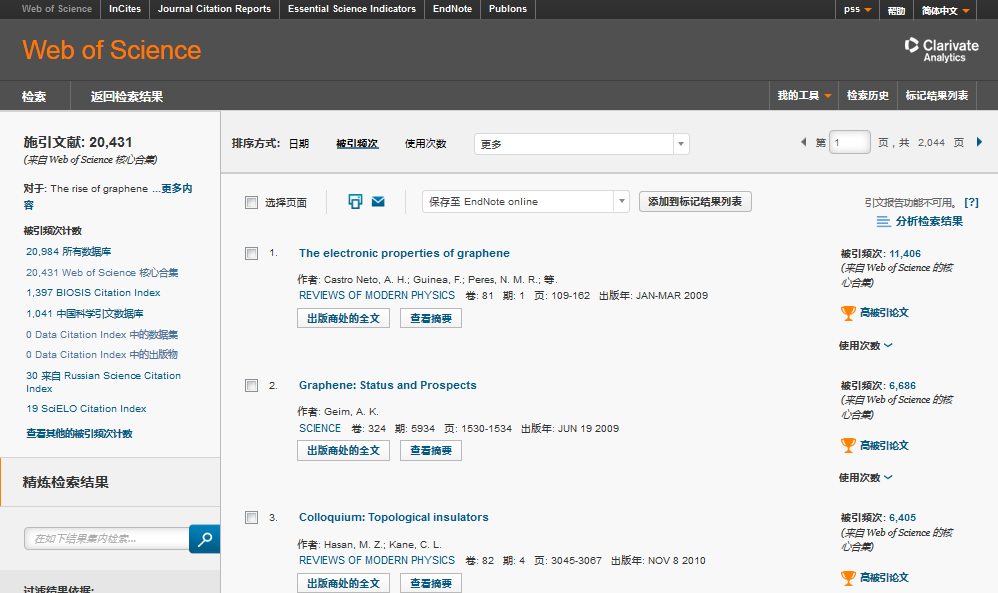 Web of Science InCites Journal Citation Reports Essential Science Indicators EndNote Publons pss 帮助 简体中文
Web of Science
Clarivate
Analytics
检索 返回检索结果 我的工具 检索历史 标记结果列表
施引文献: 20,431
(来自 Web of Science 核心合集)
对于: The rise of graphene ...更多内
容
被引频次计数
20,984 所有数据库
20,431 Web of Science 核心合集
1,397 BIOSIS Citation Index
1,041 中国科学引文数据库
0 Data Citation Index 中的数据集
0 Data Citation Index 中的出版物
30 来自 Russian Science Citation
Index
19 SciELO Citation Index
查看其他的被引频次计数
精炼检索结果
在如下结果集内检索...
过滤结果依据:
排序方式: 日期 被引频次 使用次数 更多 第 1 页，共 2,044 页
选择页面 保存至 EndNote online 添加到标记结果列表
引文报告功能不可用。 [?]
分析检索结果
1. The electronic properties of graphene
作者: Castro Neto, A. H.; Guinea, F.; Peres, N. M. R.; 等.
REVIEWS OF MODERN PHYSICS 卷: 81 期: 1 页: 109-162 出版年: JAN-MAR 2009
出版商处的全文 查看摘要
被引频次: 11,406
(来自 Web of Science 的核
心合集)
高被引论文
使用次数
2. Graphene: Status and Prospects
作者: Geim, A. K.
SCIENCE 卷: 324 期: 5934 页: 1530-1534 出版年: JUN 19 2009
出版商处的全文 查看摘要
被引频次: 6,686
(来自 Web of Science 的核
心合集)
高被引论文
使用次数
3. Colloquium: Topological insulators
作者: Hasan, M. Z.; Kane, C. L.
REVIEWS OF MODERN PHYSICS 卷: 82 期: 4 页: 3045-3067 出版年: NOV 8 2010
出版商处的全文 查看摘要
被引频次: 6,405
(来自 Web of Science 的核
心合集)
高被引论文